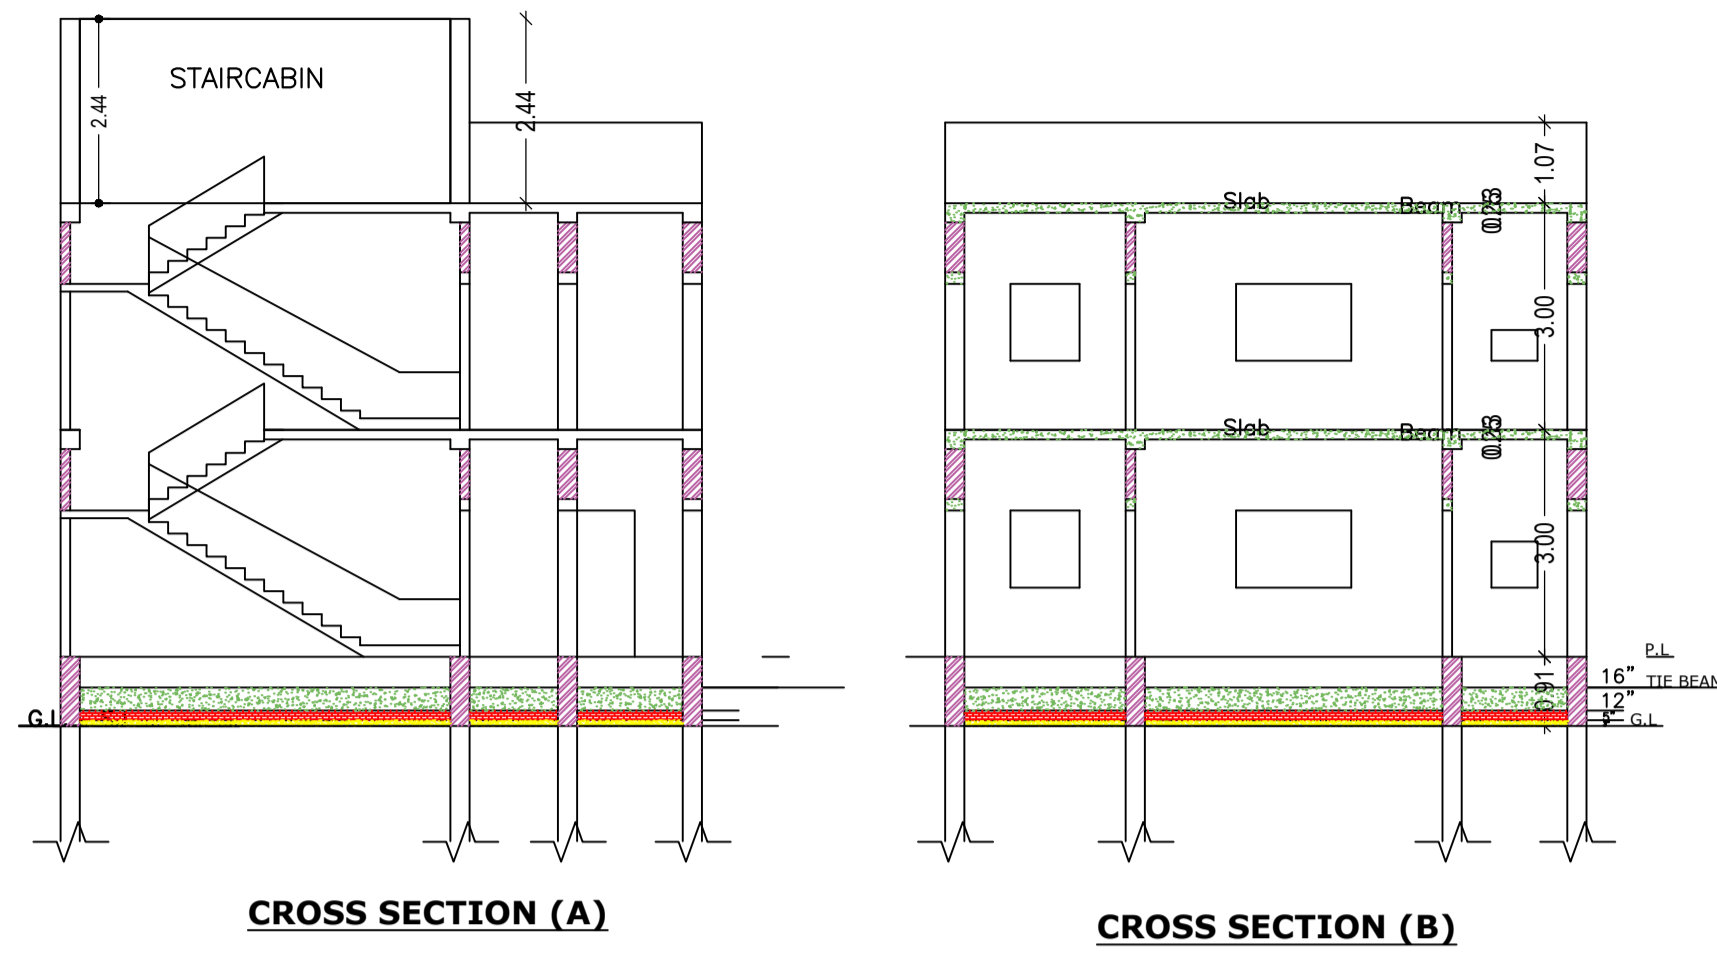 STAIRCABIN
2.44
2.44
G.L
CROSS SECTION (A)
1.07
Slab
Beam
3.00
Slab
Beam
3.00
P.L
16”
TIE BEAM
0.91
12”
5”
G.L
CROSS SECTION (B)